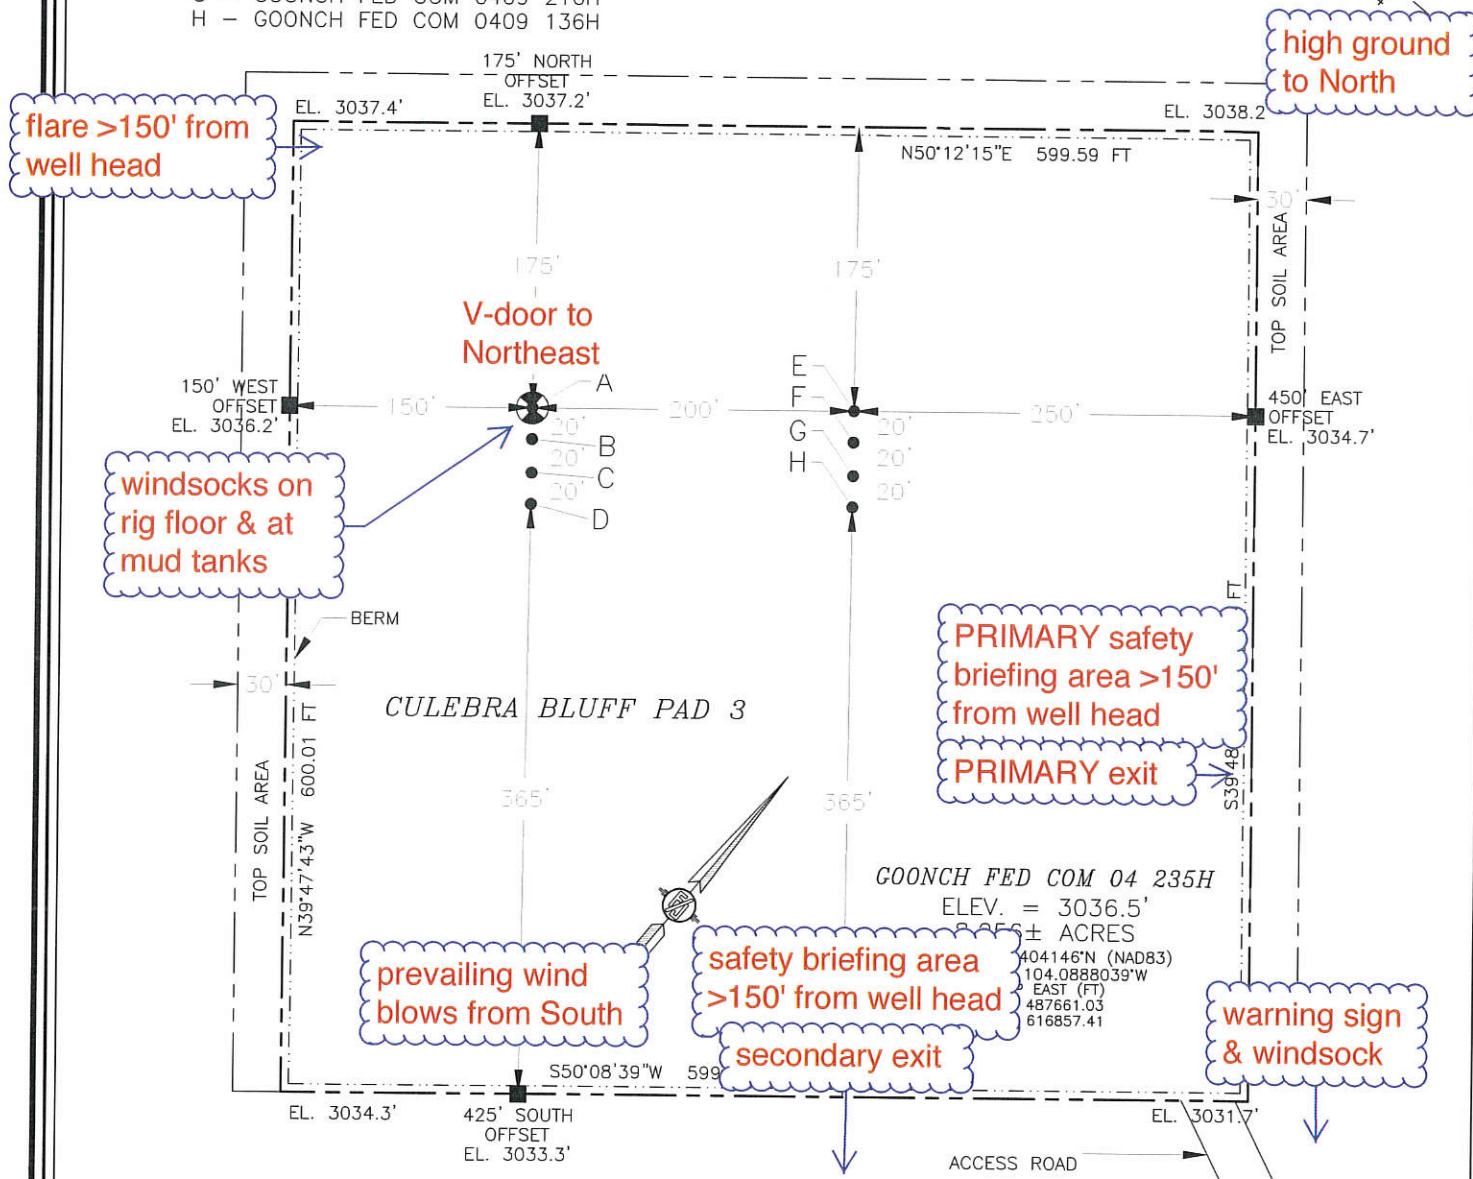 H – GOONCH FED COM 0409 136H
high ground
to North
175' NORTH
OFFSET
EL. 3037.2'
EL. 3037.4'
EL. 3038.2
flare >150' from
well head
N50°12'15"E 599.59 FT
30'
TOP SOIL AREA
175'
175'
V-door to
Northeast
A
E
F
G
H
B
C
D
150' WEST
OFFSET
EL. 3036.2'
150'
200'
250'
450' EAST
OFFSET
EL. 3034.7'
20'
20'
20'
20'
20'
20'
windsocks on
rig floor & at
mud tanks
BERM
30'
TOP SOIL AREA
N39°47'43"W 600.01 FT
CULEBRA BLUFF PAD 3
FT
PRIMARY safety
briefing area >150'
from well head
PRIMARY exit
S39°48
365'
365'
GOONCH FED COM 04 235H
ELEV. = 3036.5'
± ACRES
404146°N (NAD83)
104.0888039°W
EAST (FT)
487661.03
616857.41
prevailing wind
blows from South
safety briefing area
>150' from well head
secondary exit
warning sign
& windsock
S50°08'39"W 599
EL. 3034.3'
425' SOUTH
OFFSET
EL. 3033.3'
EL. 3031.7'
ACCESS ROAD